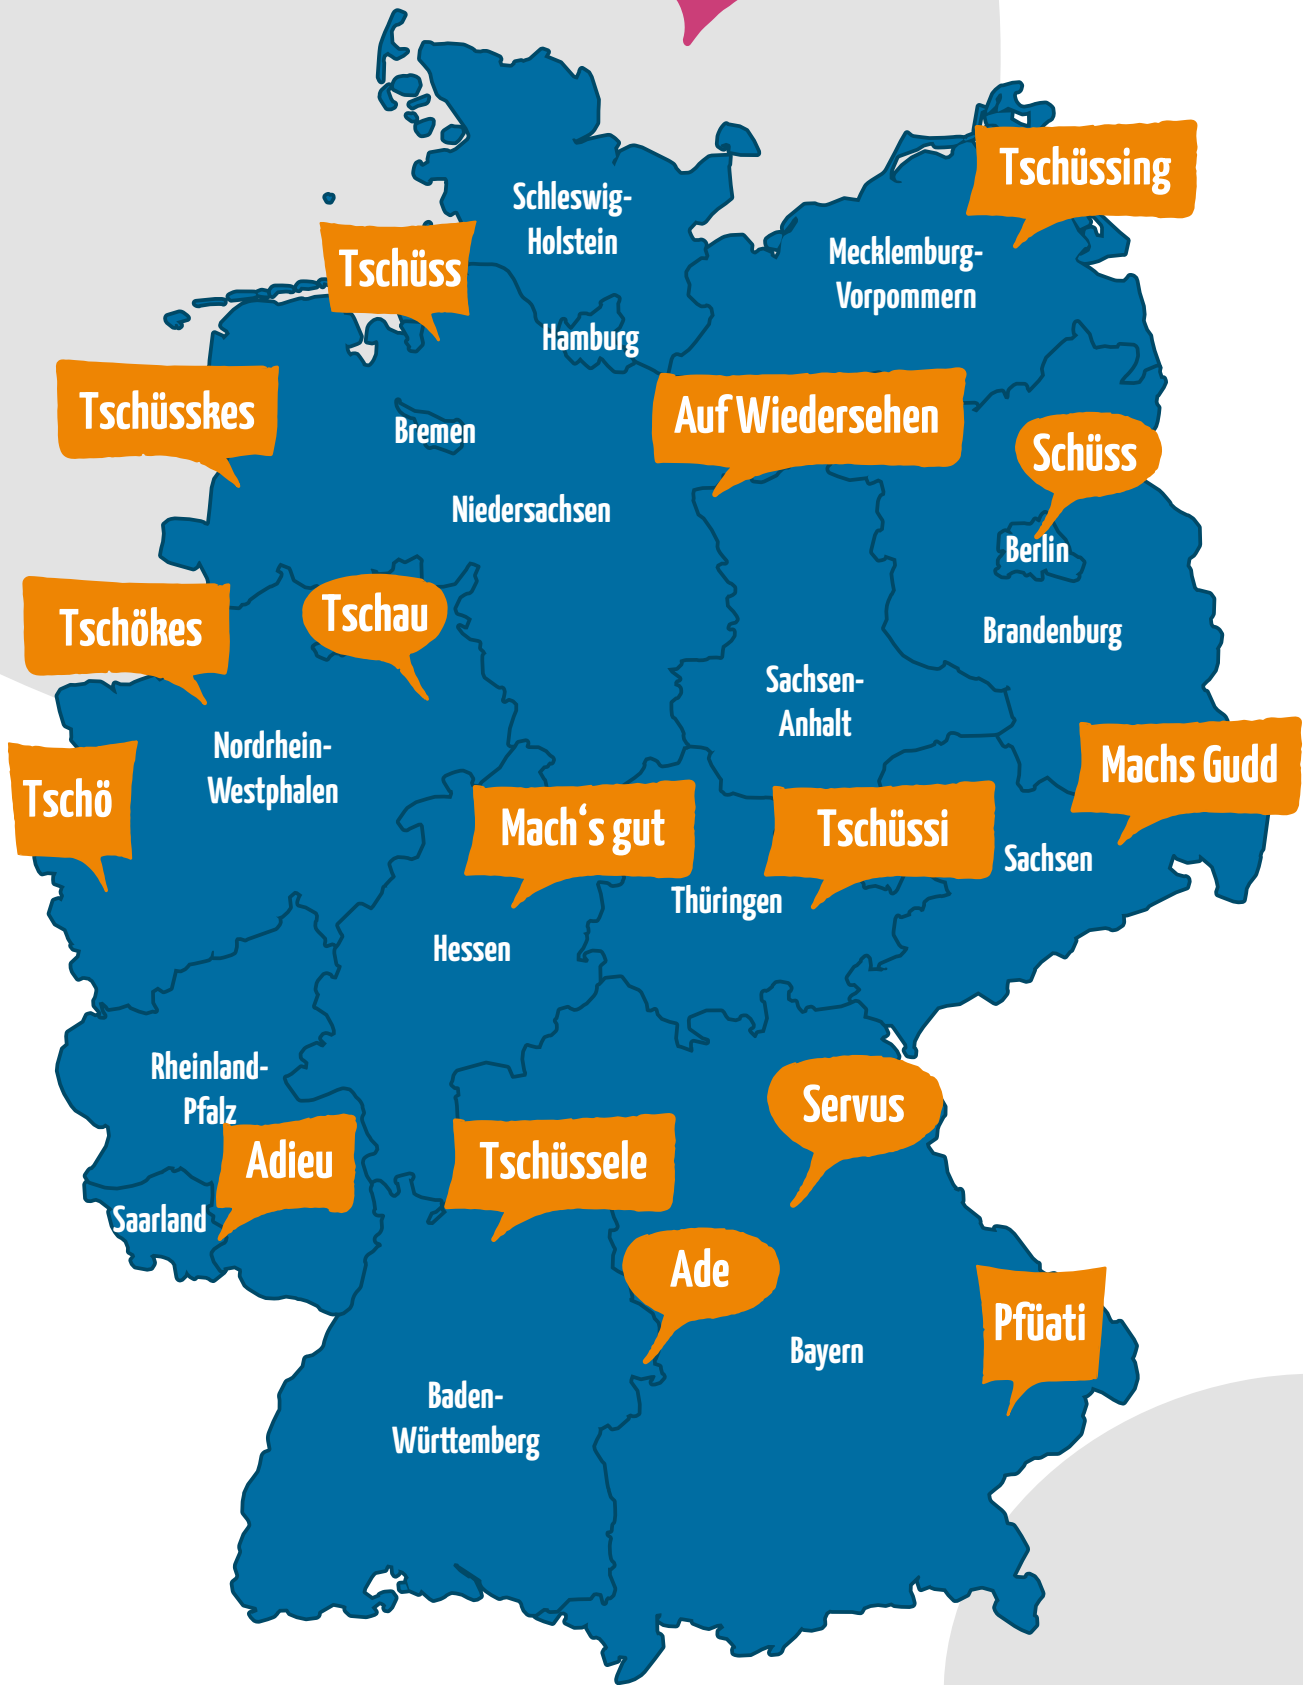 Tschüssing
Schleswig-
Holstein
Mecklemburg-
Vorpommern
Tschüss
Hamburg
Tschüsskes
Auf Wiedersehen
Bremen
Schüss
Niedersachsen
Berlin
Tschökes
Tschau
Brandenburg
Sachsen-
Anhalt
Nordrhein-
Westphalen
Machs Gudd
Tschö
Mach‘s gut
Tschüssi
Sachsen
Thüringen
Hessen
Rheinland-
Pfalz
Servus
Adieu
Tschüssele
Saarland
Ade
Pfüati
Bayern
Baden-
Württemberg